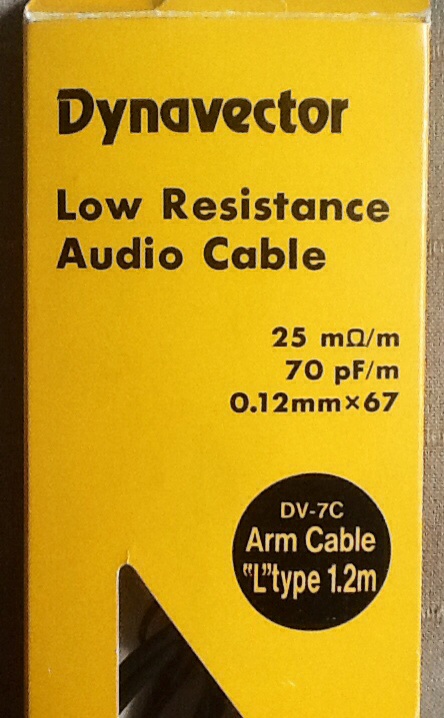 Dynavector
Low Resistance
Audio Cable
25 mΩ/m
70 pF/m
0.12mm×67
DV-7C
Arm Cable
"L"type 1.2m